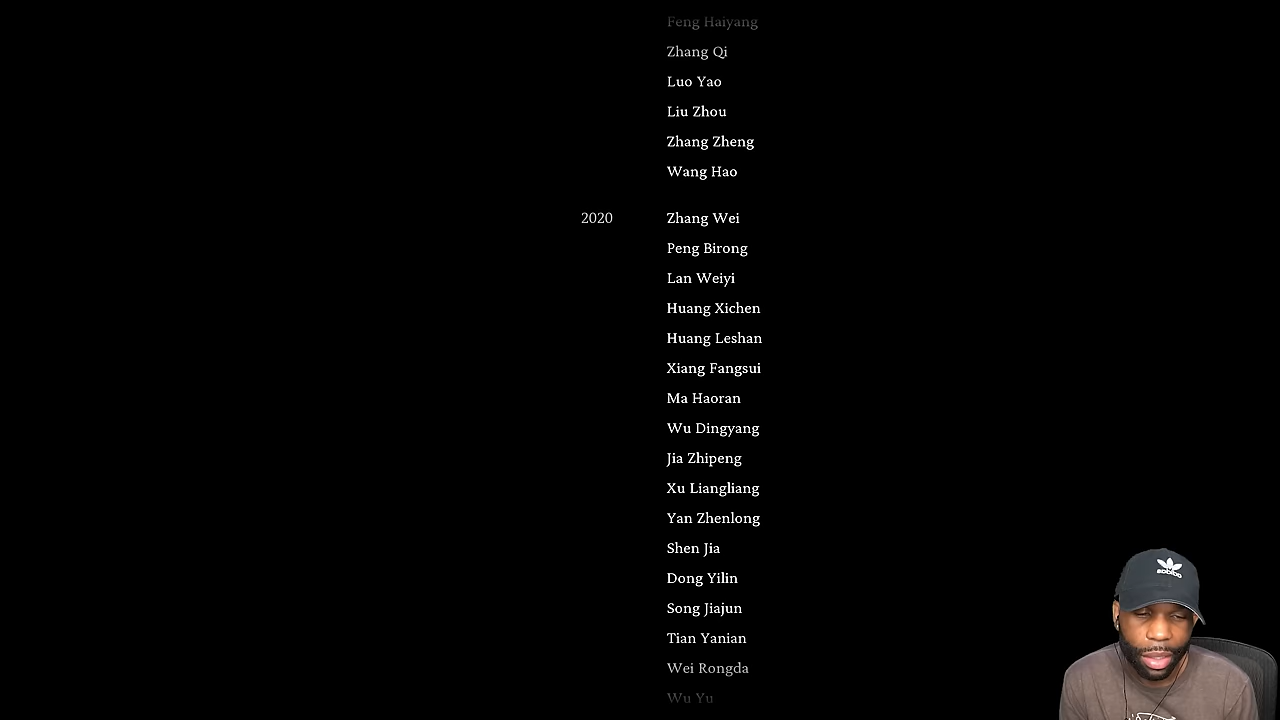 Feng Haiyang
Zhang Qi
Luo Yao
Liu Zhou
Zhang Zheng
Wang Hao
2020 Zhang Wei
Peng Birong
Lan Weiyi
Huang Xichen
Huang Leshan
Xiang Fangsui
Ma Haoran
Wu Dingyang
Jia Zhipeng
Xu Liangliang
Yan Zhenlong
Shen Jia
Dong Yilin
Song Jiajun
Tian Yanian
Wei Rongda
Wu Yu
adidas